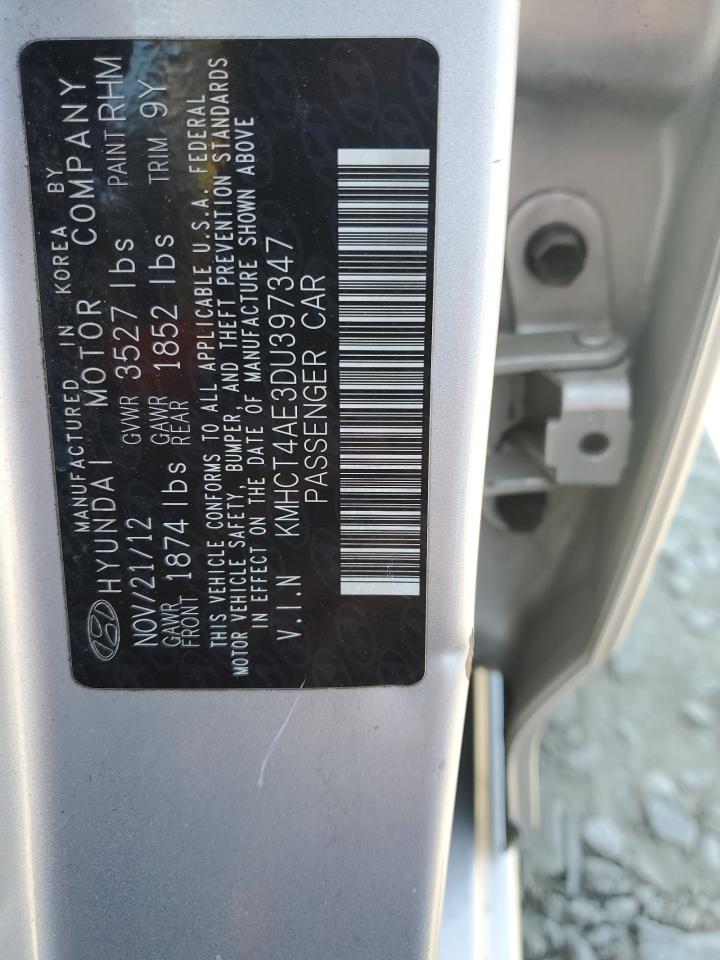 MANUFACTURED IN KOREA BY
HYUNDAI MOTOR COMPANY
NOV/21/12 GVWR 3527 lbs PAINT RHM
GAWR FRONT 1874 lbs GAWR REAR 1852 lbs TRIM 9Y
THIS VEHICLE CONFORMS TO ALL APPLICABLE U.S.A. FEDERAL
MOTOR VEHICLE SAFETY, BUMPER, AND THEFT PREVENTION STANDARDS
IN EFFECT ON THE DATE OF MANUFACTURE SHOWN ABOVE
V.I.N KMHCT4AE3DU397347
PASSENGER CAR